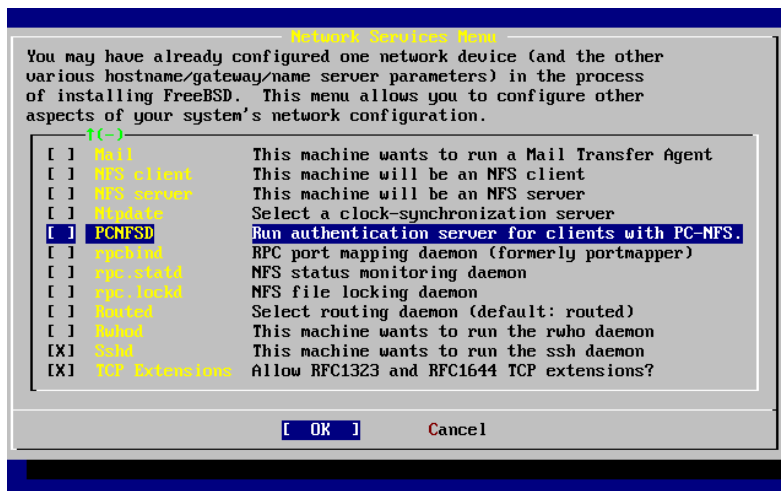 Network Services Menu
You may have already configured one network device (and the other
various hostname/gateway/name server parameters) in the process
of installing FreeBSD.  This menu allows you to configure other
aspects of your system's network configuration.
↑(-)
[ ] Mail This machine wants to run a Mail Transfer Agent
[ ] NFS client This machine will be an NFS client
[ ] NFS server This machine will be an NFS server
[ ] Ntpdate Select a clock-synchronization server
[ ] PCNFSD Run authentication server for clients with PC-NFS.
[ ] rpcbind RPC port mapping daemon (formerly portmapper)
[ ] rpc.statd NFS status monitoring daemon
[ ] rpc.lockd NFS file locking daemon
[ ] Routed Select routing daemon (default: routed)
[ ] Rwhod This machine wants to run the rwho daemon
[X] Sshd This machine wants to run the ssh daemon
[X] TCP Extensions Allow RFC1323 and RFC1644 TCP extensions?
[ OK ] Cancel